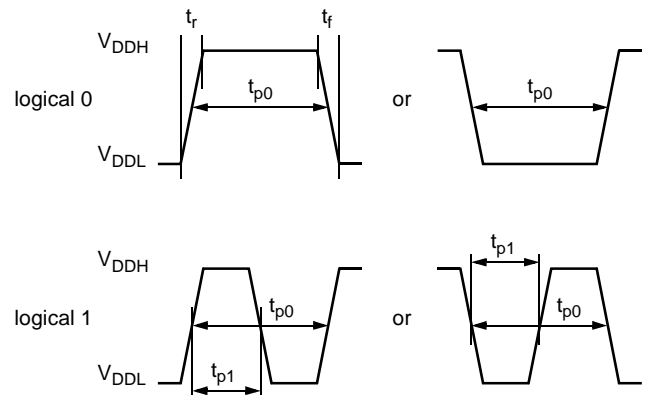 t_r t_f
V_DDH
t_p0 t_p0
logical 0 or
V_DDL
t_p1
V_DDH
t_p0 t_p0
logical 1 or
V_DDL
t_p1